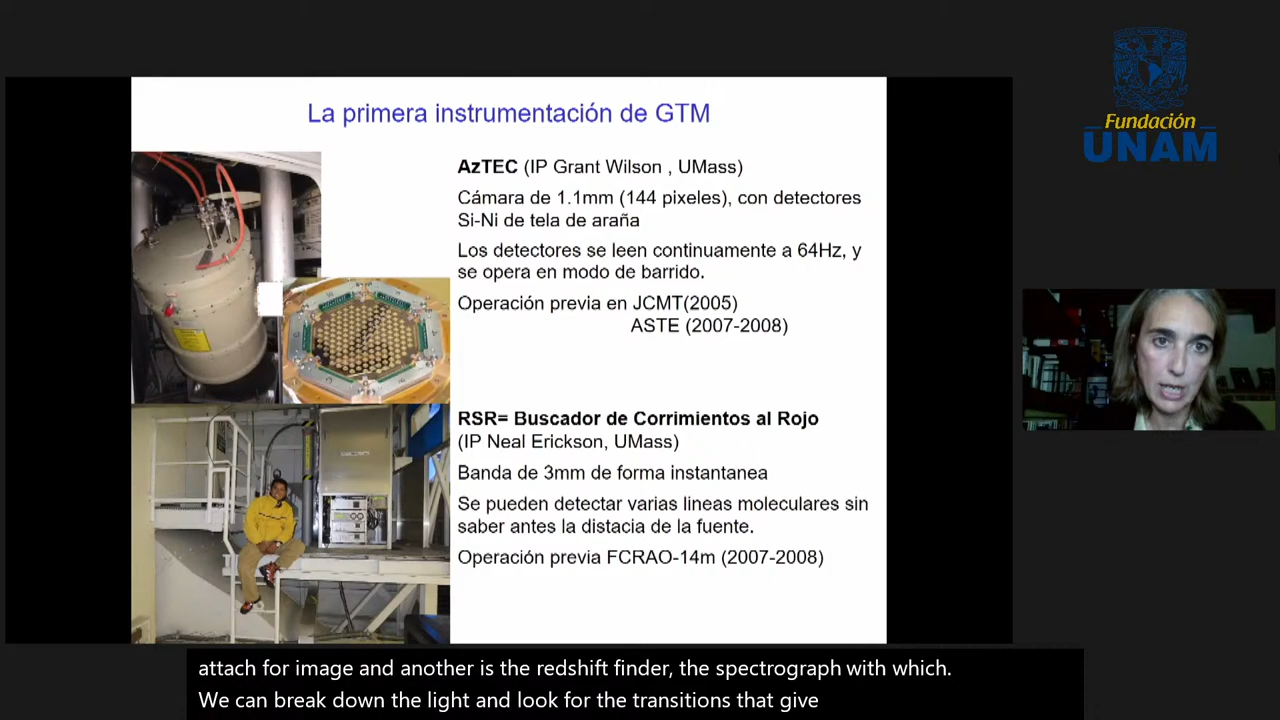 La primera instrumentación de GTM
AzTEC (IP Grant Wilson , UMass)
Cámara de 1.1mm (144 pixeles), con detectores
Si-Ni de tela de araña
Los detectores se leen continuamente a 64Hz, y
se opera en modo de barrido.
Operación previa en JCMT(2005)
ASTE (2007-2008)
RSR= Buscador de Corrimientos al Rojo
(IP Neal Erickson, UMass)
Banda de 3mm de forma instantanea
Se pueden detectar varias lineas moleculares sin
saber antes la distacia de la fuente.
Operación previa FCRAO-14m (2007-2008)
Fundación
UNAM
attach for image and another is the redshift finder, the spectrograph with which.
We can break down the light and look for the transitions that give